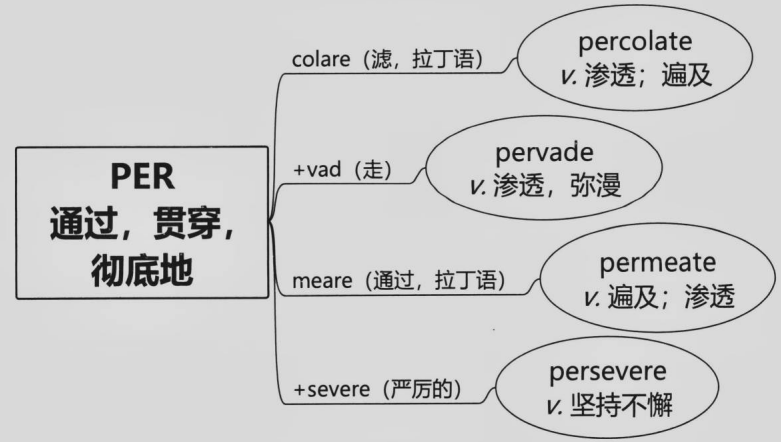 PER
通过，贯穿，
彻底地
colare（滤，拉丁语）
percolate
v. 渗透；遍及
+vad（走）
pervade
v. 渗透，弥漫
meare（通过，拉丁语）
permeate
v. 遍及；渗透
+severe（严厉的）
persevere
v. 坚持不懈